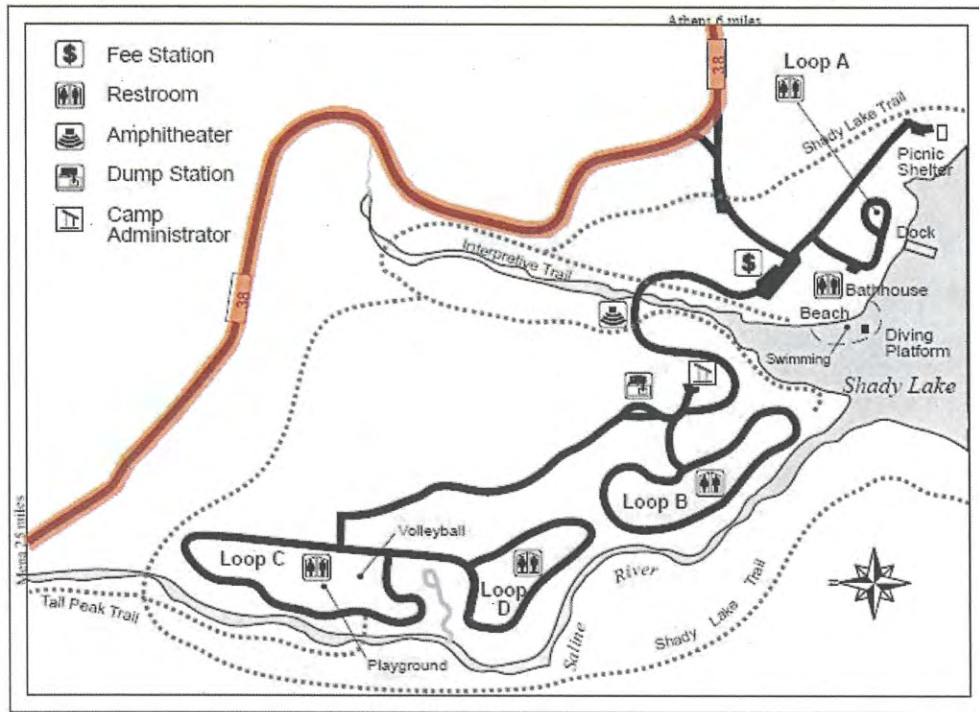 Athens 6 miles
Fee Station
Restroom
Amphitheater
Dump Station
Camp
Administrator
38
Loop A
Shady Lake Trail
Picnic
Shelter
Dock
Interpretive Trail
$
Bathhouse
Beach
Swimming
Diving
Platform
Shady Lake
38
Loop B
Volleyball
Loop C
Loop
D
River
Saline
Shady Lake Trail
Mena 25 miles
Tall Peak Trail
Playground
$